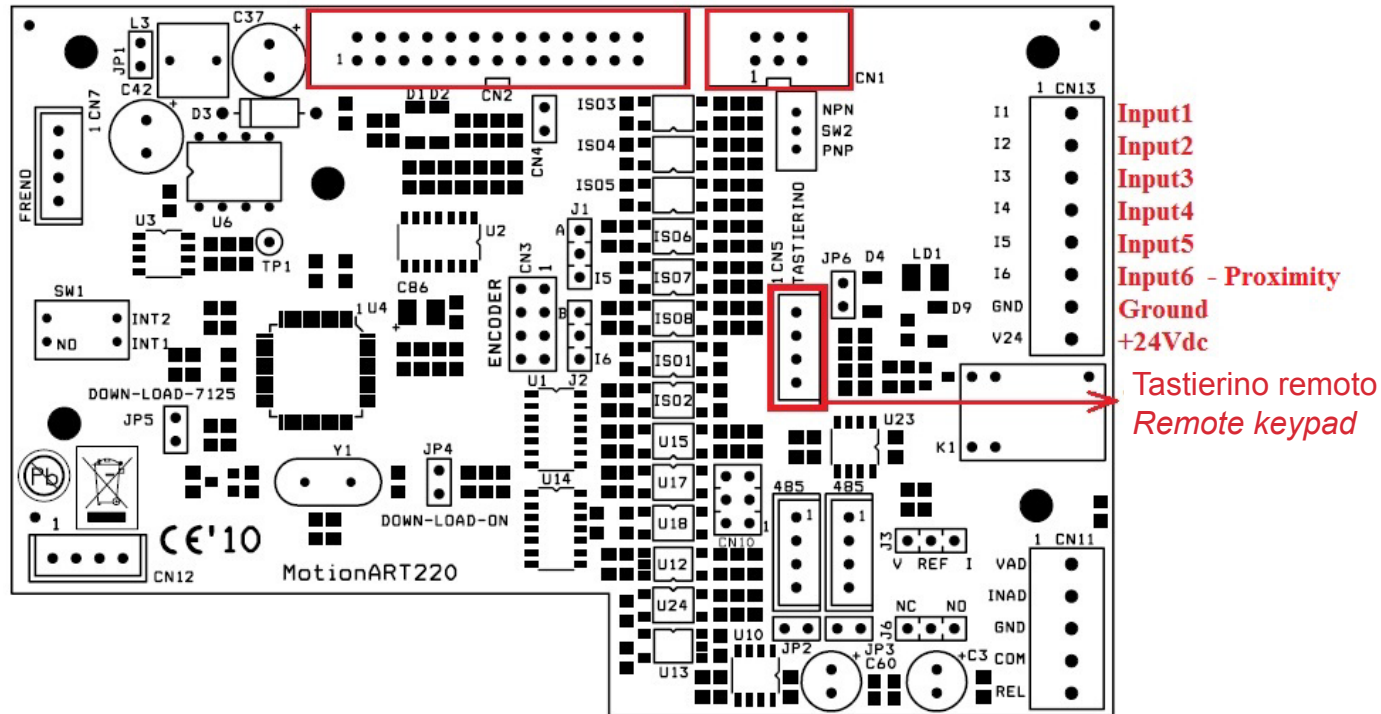 L3
C37
+
JP1
1
CN2
1
CN1
C42
+
D3
D1 D2
CN4
ISO3
NPN
SW2
PNP
1 CN13
I1 Input1
I2 Input2
I3 Input3
I4 Input4
I5 Input5
I6 Input6 - Proximity
GND Ground
V24 +24Vdc
1 CN7
FRENO
ISO4
ISO5
U3
U6
TP1
U2
J1
A
I5
ISO6
ISO7
ISO8
ISO1
ISO2
CN3
1
ENCODER
B
I6
J2
1 CN5
TASTIERINO
JP6
D4
LD1
D9
SW1
INT2
NO
INT1
1 U4
C86
+
Tastierino remoto
Remote keypad
DOWN-LOAD-7125
JP5
U1
U15
U23
K1
Pb
Y1
JP4
U14
U17
485
485
1
1
1
CN10
DOWN-LOAD-ON
U18
J3
V REF I
1 CN11
VAD
INAD
GND
COM
REL
1
CE'10
CN12
MotionART220
U12
U24
U13
U10
NC NO
J6
JP2
+
JP3
C60
+C3